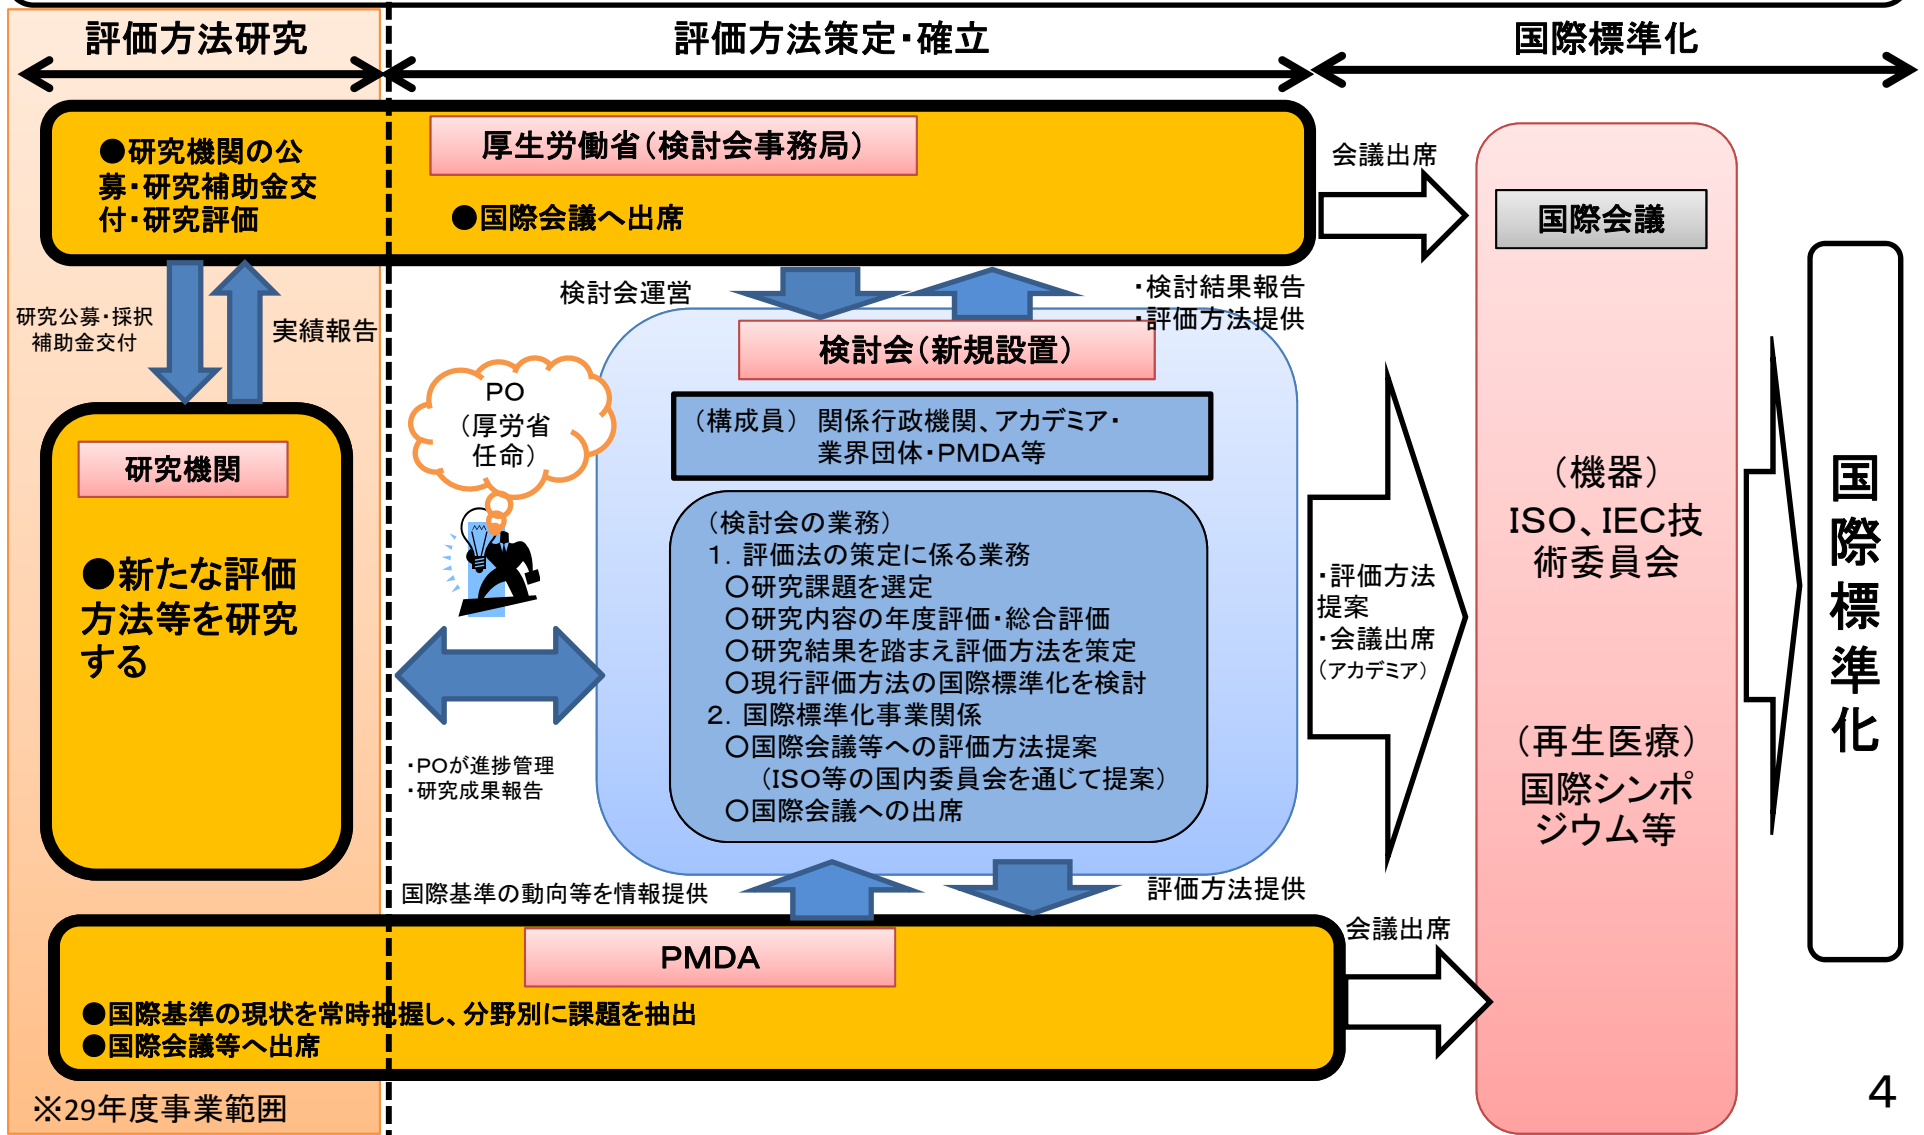 評価方法研究
評価方法策定・確立
国際標準化
●研究機関の公
募・研究補助金交
付・研究評価
厚生労働省（検討会事務局）
●国際会議へ出席
会議出席
国際会議
研究公募・採択
補助金交付
実績報告
検討会運営
・検討結果報告
・評価方法提供
検討会（新規設置）
PO
（厚労省
任命）
（構成員） 関係行政機関、アカデミア・
業界団体・PMDA等
研究機関
●新たな評価
方法等を研究
する
（検討会の業務）
１．評価法の策定に係る業務
○研究課題を選定
○研究内容の年度評価・総合評価
○研究結果を踏まえ評価方法を策定
○現行評価方法の国際標準化を検討
２．国際標準化事業関係
○国際会議等への評価方法提案
（ISO等の国内委員会を通じて提案）
○国際会議への出席
・POが進捗管理
・研究成果報告
・評価方法
提案
・会議出席
（アカデミア）
（機器）
ISO、IEC技
術委員会
（再生医療）
国際シンポ
ジウム等
国際標準化
国際基準の動向等を情報提供
評価方法提供
PMDA
●国際基準の現状を常時把握し、分野別に課題を抽出
●国際会議等へ出席
会議出席
※29年度事業範囲
4